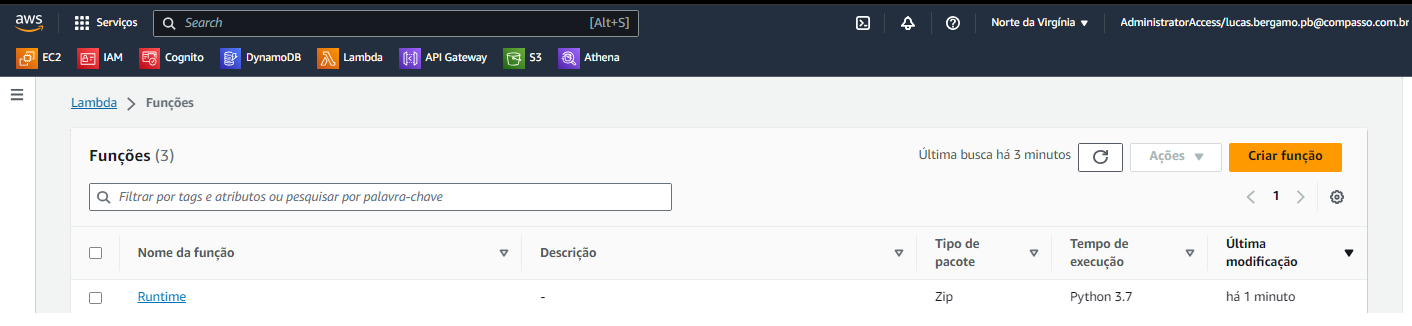 aws Serviços Search [Alt+S] Norte da Virgínia AdministratorAccess/lucas.bergamo.pb@compasso.com.br
EC2 IAM Cognito DynamoDB Lambda API Gateway S3 Athena
Lambda > Funções
Funções (3) Última busca há 3 minutos Ações Criar função
Filtrar por tags e atributos ou pesquisar por palavra-chave
1
Nome da função Descrição Tipo de pacote Tempo de execução Última modificação
Runtime - Zip Python 3.7 há 1 minuto